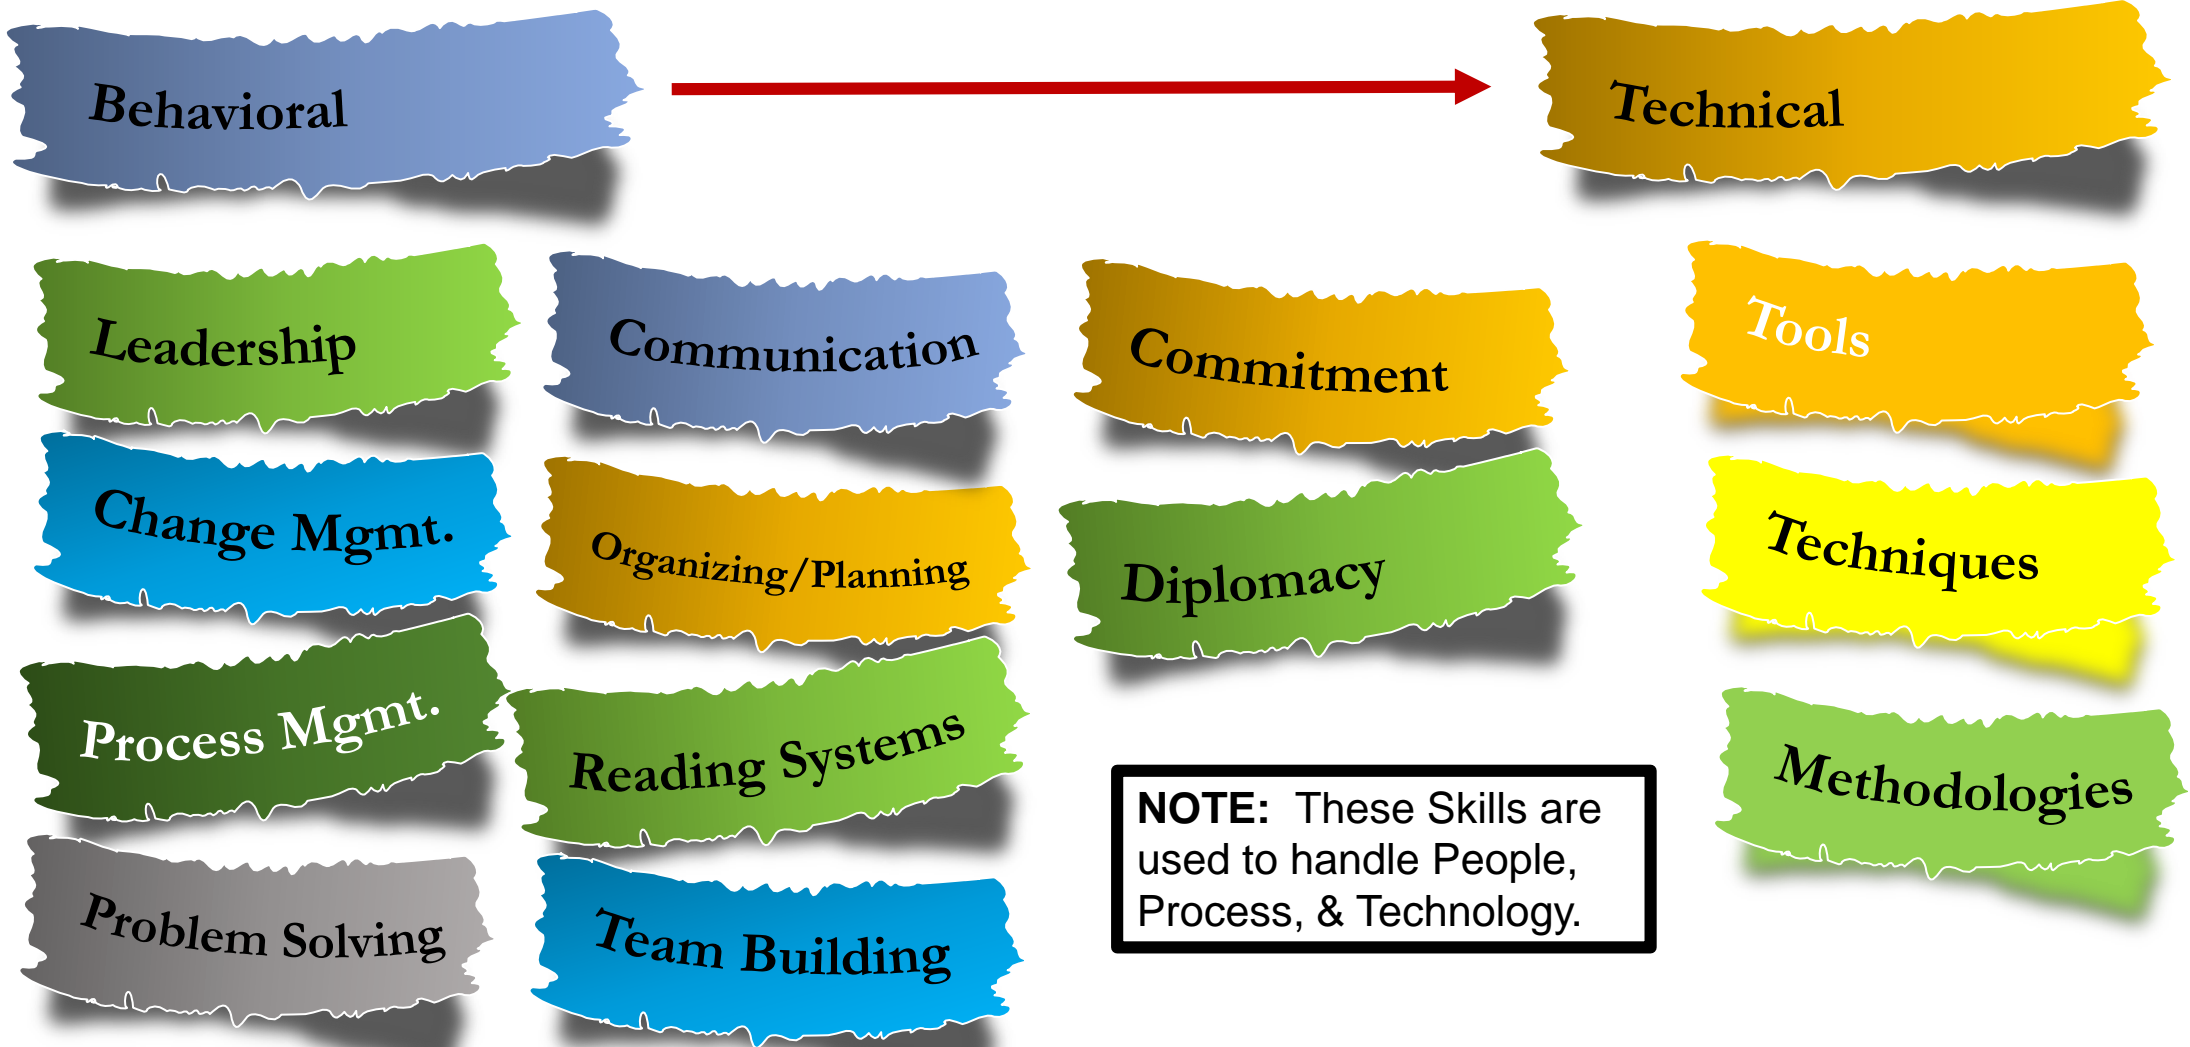 Behavioral
Technical
Leadership
Communication
Commitment
Tools
Change Mgmt.
Organizing/Planning
Diplomacy
Techniques
Process Mgmt.
Reading Systems
Methodologies
Problem Solving
Team Building
NOTE: These Skills are
used to handle People,
Process, & Technology.